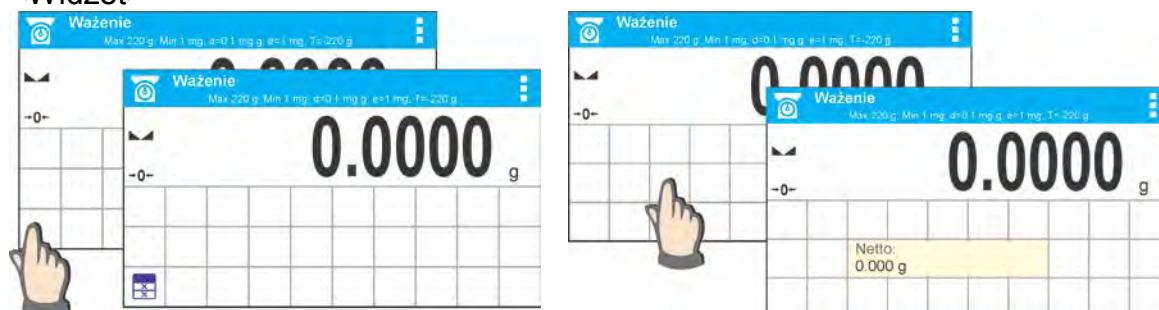 Widżet
Ważenie
Max 220 g; Min 1 mg; d=0.1 mg g; e=1 mg; T=-220 g
→0←
Ważenie
Max 220 g; Min 1 mg; d=0.1 mg g; e=1 mg; T=-220 g
0.0000 g
→0←
Ważenie
Max 220 g; Min 1 mg; d=0.1 mg g; e=1 mg; T=-220 g
0.0000
→0←
Ważenie
Max 220 g; Min 1 mg; d=0.1 mg g; e=1 mg; T=-220 g
0.0000 g
→0←
Netto:
0.000 g